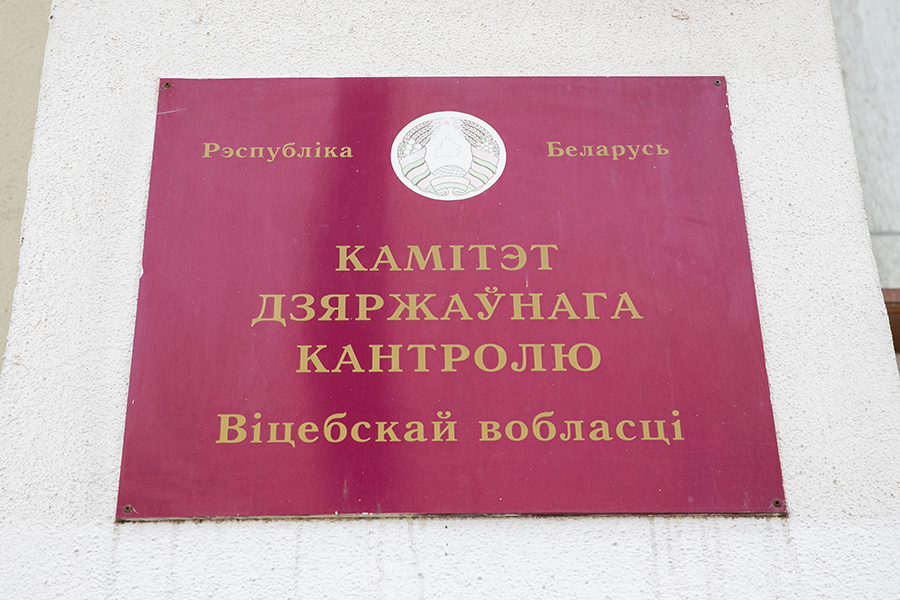 Рэспубліка Беларусь
КАМІТЭТ
ДЗЯРЖАЎНАГА
КАНТРОЛЮ
Віцебскай вобласці